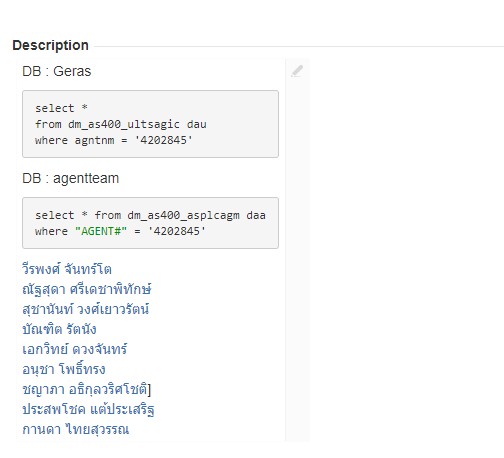 Description
DB : Geras
select *
from dm_as400_ultsagic dau
where agntnm = '4202845'
DB : agentteam
select * from dm_as400_asplcagm daa
where "AGENT#" = '4202845'
วีรพงศ์ จันทร์โต
ณัฐสุดา ศรีเดชาพิทักษ์
สุชานันท์ วงศ์เยาวรัตน์
บัณฑิต รัตนัง
เอกวิทย์ ดวงจันทร์
อนุชา โพธิ์ทรง
ชญาภา อธิกุลวริศโชติ]
ประสพโชค แต้ประเสริฐ
กานดา ไทยสุวรรณ